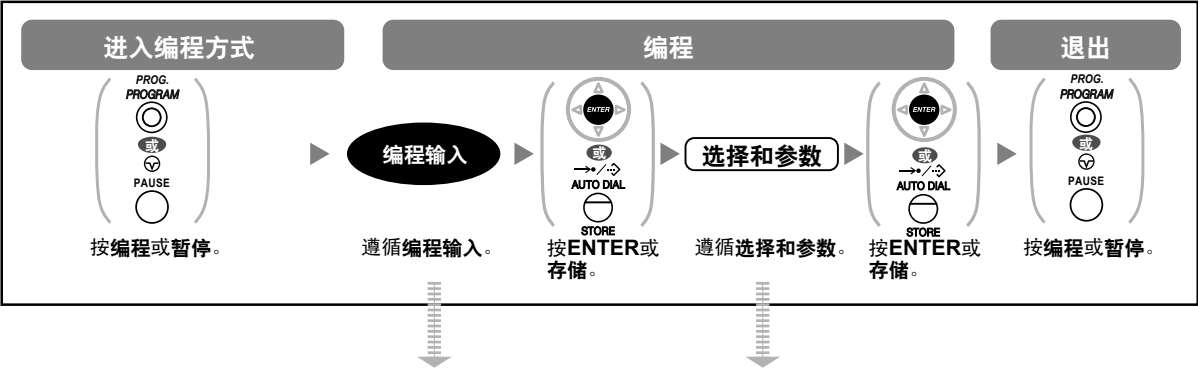 进入编程方式
编程
退出
PROG.
PROGRAM
或
PAUSE
按编程或暂停。
编程输入
遵循编程输入。
ENTER
或
AUTO DIAL
STORE
按ENTER或
存储。
选择和参数
遵循选择和参数。
ENTER
或
AUTO DIAL
STORE
按ENTER或
存储。
PROG.
PROGRAM
或
PAUSE
按编程或暂停。